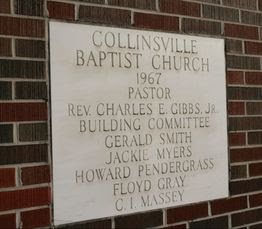 COLLINSVILLE
BAPTIST CHURCH
1967
PASTOR
REV. CHARLES E. GIBBS, JR.
BUILDING COMMITTEE
GERALD SMITH
JACKIE MYERS
HOWARD PENDERGRASS
FLOYD GRAY
C. I. MASSEY